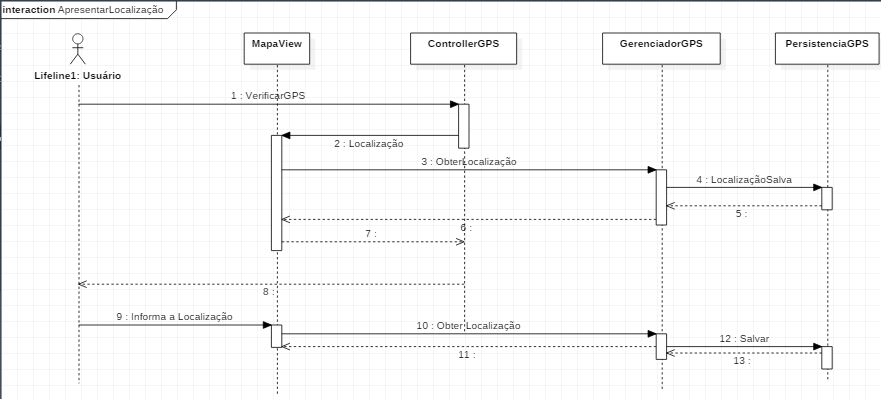 interaction ApresentarLocalização
MapaView
ControllerGPS
GerenciadorGPS
PersistenciaGPS
Lifeline1: Usuário
1 : VerificarGPS
2 : Localização
3 : ObterLocalização
4 : LocalizaçãoSalva
5 :
6 :
7 :
8 :
9 : Informa a Localização
10 : Obter Localização
12 : Salvar
11 :
13 :